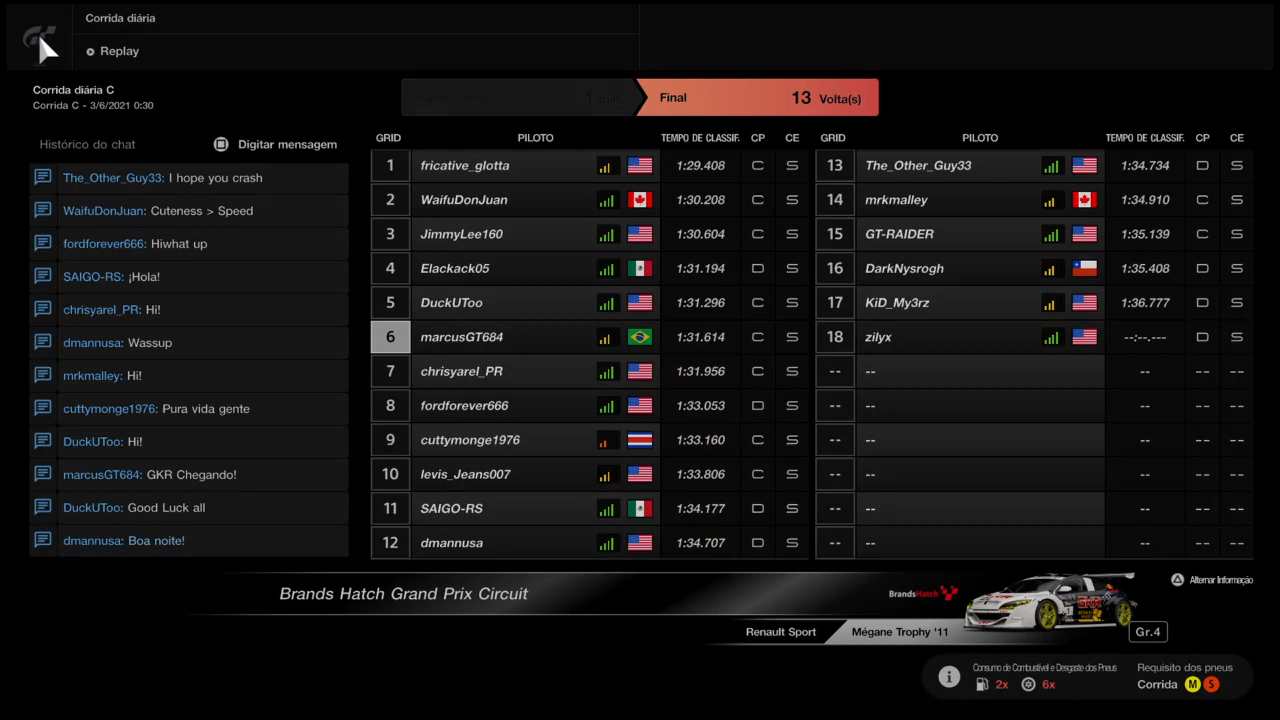 Corrida diária
Replay
Corrida diária C
Corrida C - 3/6/2021 0:30
Final 13 Volta(s)
Histórico do chat Digitar mensagem
The_Other_Guy33: I hope you crash
WaifuDonJuan: Cuteness > Speed
fordforever666: Hiwhat up
SAIGO-RS: ¡Hola!
chrisyarel_PR: Hi!
dmannusa: Wassup
mrkmalley: Hi!
cuttymonge1976: Pura vida gente
DuckUToo: Hi!
marcusGT684: GKR Chegando!
DuckUToo: Good Luck all
dmannusa: Boa noite!
GRID PILOTO TEMPO DE CLASSIF. CP CE
1 fricative_glotta 1:29.408 C S
2 WaifuDonJuan 1:30.208 C S
3 JimmyLee160 1:30.604 C S
4 Elackack05 1:31.194 D S
5 DuckUToo 1:31.296 C S
6 marcusGT684 1:31.614 C S
7 chrisyarel_PR 1:31.956 C S
8 fordforever666 1:33.053 D S
9 cuttymonge1976 1:33.160 C S
10 levis_Jeans007 1:33.806 C S
11 SAIGO-RS 1:34.177 D S
12 dmannusa 1:34.707 D S
GRID PILOTO TEMPO DE CLASSIF. CP CE
13 The_Other_Guy33 1:34.734 D S
14 mrkmalley 1:34.910 C S
15 GT-RAIDER 1:35.139 C S
16 DarkNysrogh 1:35.408 D S
17 KiD_My3rz 1:36.777 D S
18 zilyx --:--.--- D S
-- -- -- -- --
-- -- -- -- --
-- -- -- -- --
-- -- -- -- --
-- -- -- -- --
-- -- -- -- --
Brands Hatch Grand Prix Circuit
BrandsHatch
GKR
Alternar Informação
Renault Sport Mégane Trophy '11
Gr.4
Consumo de Combustível e Desgaste dos Pneus
2x 6x
Requisito dos pneus
Corrida M S